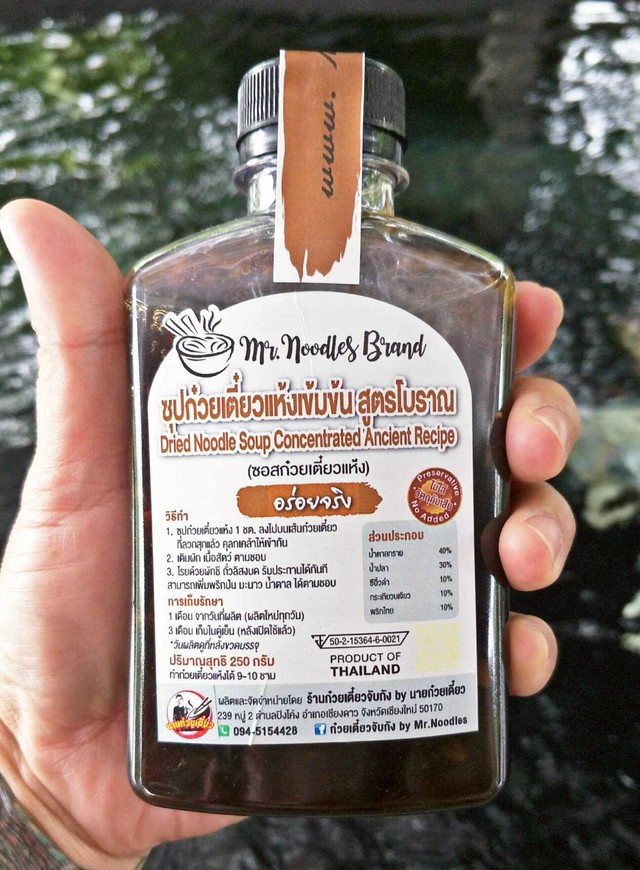 www.
Mr. Noodles Brand
ซุปก๋วยเตี๋ยวแห้งเข้มข้น สูตรโบราณ
Dried Noodle Soup Concentrated Ancient Recipe
(ซอสก๋วยเตี๋ยวแห้ง)
อร่อยจริง
Preservative
ไม่ใส่
วัตถุกันเสีย
No Added
วิธีทำ
1. ซุปก๋วยเตี๋ยวแห้ง 1 ชต. ลงไปบนเส้นก๋วยเตี๋ยว
ที่ลวกสุกแล้ว คลุกเคล้าให้เข้ากัน
2. เติมผัก เนื้อสัตว์ ตามชอบ
3. โรยด้วยผักชี ถั่วลิสงบด รับประทานได้ทันที
สามารถเพิ่มพริกป่น มะนาว น้ำตาล ได้ตามชอบ
การเก็บรักษา
1 เดือน จากวันที่ผลิต (ผลิตใหม่ทุกวัน)
3 เดือน เก็บในตู้เย็น (หลังเปิดใช้แล้ว)
*วันผลิตดูที่หลังขวดบรรจุ
ปริมาณสุทธิ 250 กรัม
ทำก๋วยเตี๋ยวแห้งได้ 9-10 ชาม
ส่วนประกอบ
น้ำตาลทราย 40%
น้ำปลา 30%
ซีอิ๊วดำ 10%
กระเทียมเจียว 10%
พริกไทย 10%
50-2-15364-6-0021
PRODUCT OF
THAILAND
นายก๋วยเตี๋ยว
ผลิตและจัดจำหน่ายโดย ร้านก๋วยเตี๋ยวจับกัง by นายก๋วยเตี๋ยว
239 หมู่ 2 ตำบลปิงโค้ง อำเภอเชียงดาว จังหวัดเชียงใหม่ 50170
094-5154428 ก๋วยเตี๋ยวจับกัง by Mr.Noodles